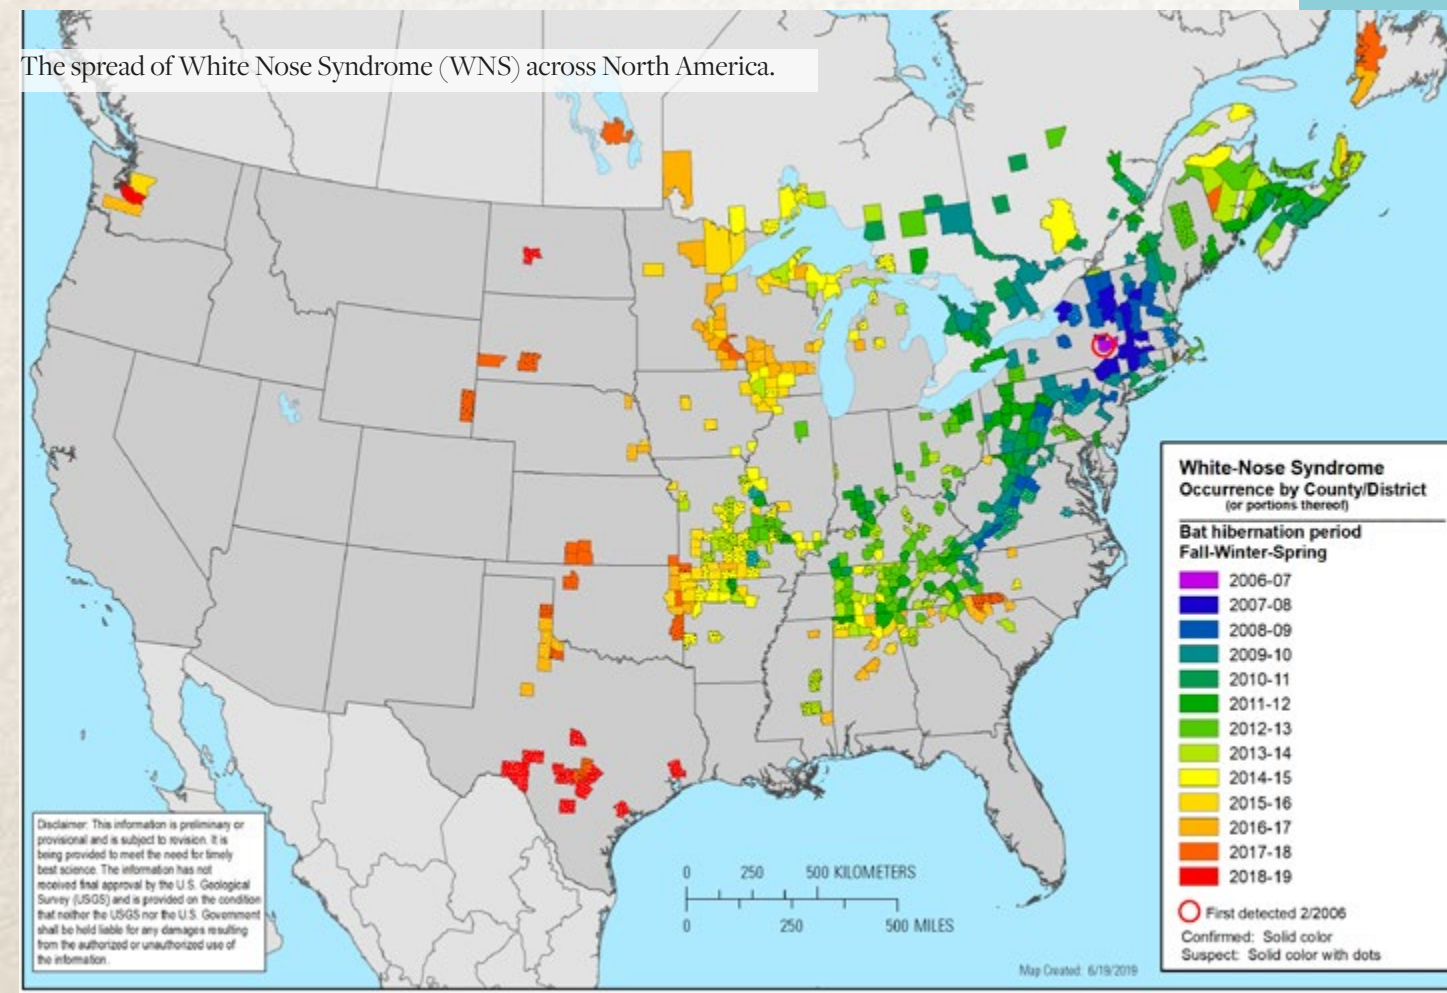 The spread of White Nose Syndrome (WNS) across North America.
White-Nose Syndrome
Occurrence by County/District
(or portions thereof)
Bat hibernation period
Fall-Winter-Spring
2006-07
2007-08
2008-09
2009-10
2010-11
2011-12
2012-13
2013-14
2014-15
2015-16
2016-17
2017-18
2018-19
First detected 2/2006
Confirmed: Solid color
Suspect: Solid color with dots
Disclaimer: This information is preliminary or
provisional and is subject to revision. It is
being provided to meet the need for timely
best science. The information has not
received final approval by the U.S. Geological
Survey (USGS) and is provided on the condition
that neither the USGS nor the U.S. Government
shall be held liable for any damages resulting
from the authorized or unauthorized use of
the information.
0 250 500 KILOMETERS
0 250 500 MILES
Map Created: 6/19/2019